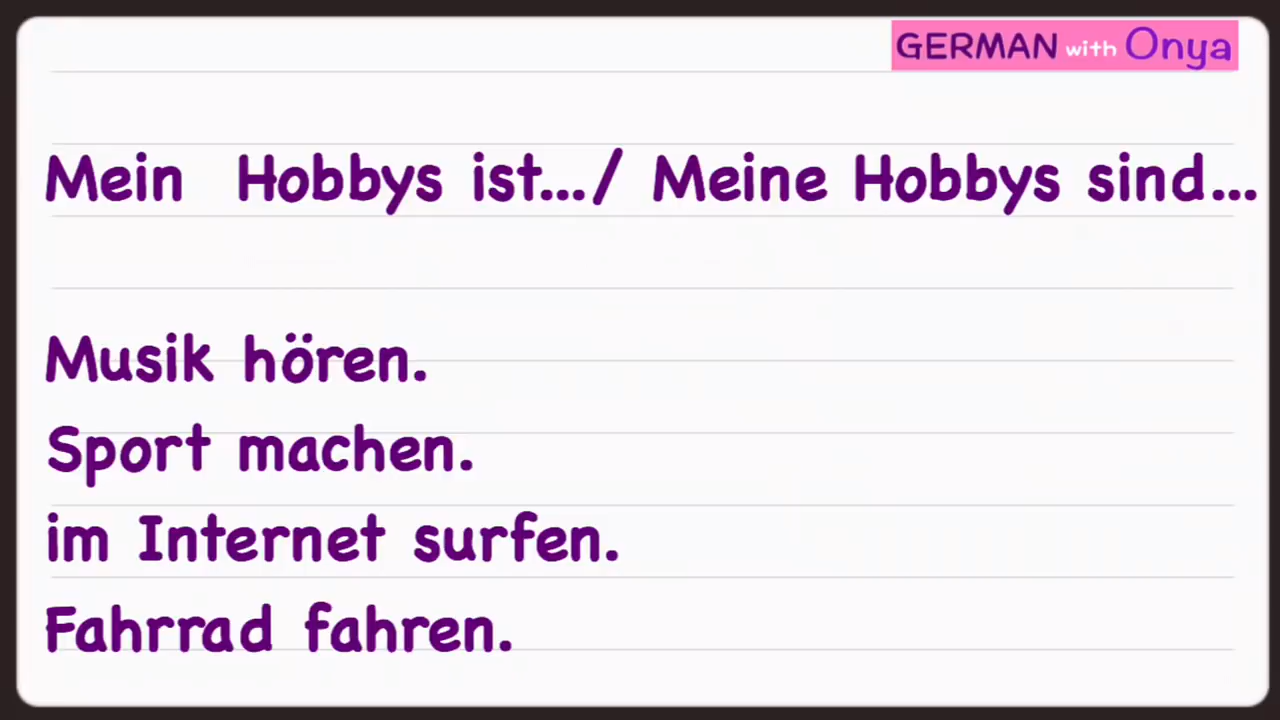 GERMAN with Onya
Mein Hobbys ist.../ Meine Hobbys sind...
Musik hören.
Sport machen.
im Internet surfen.
Fahrrad fahren.